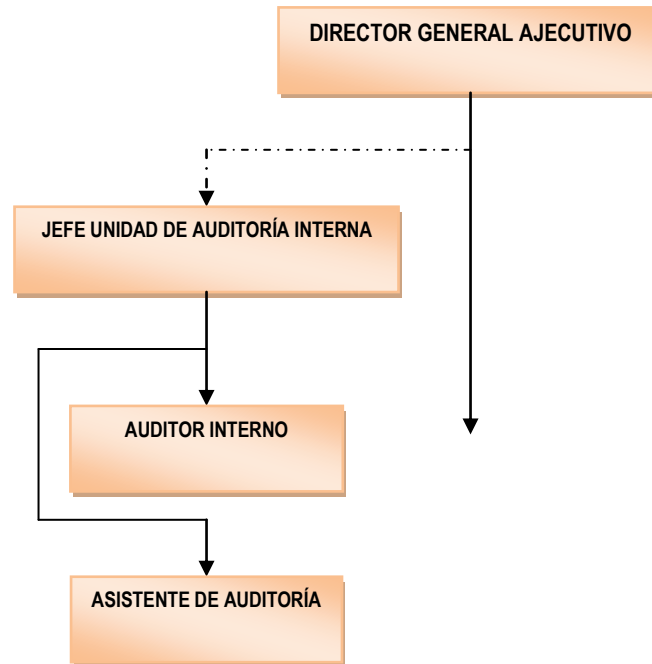 DIRECTOR GENERAL AJECUTIVO
JEFE UNIDAD DE AUDITORÍA INTERNA
AUDITOR INTERNO
ASISTENTE DE AUDITORÍA